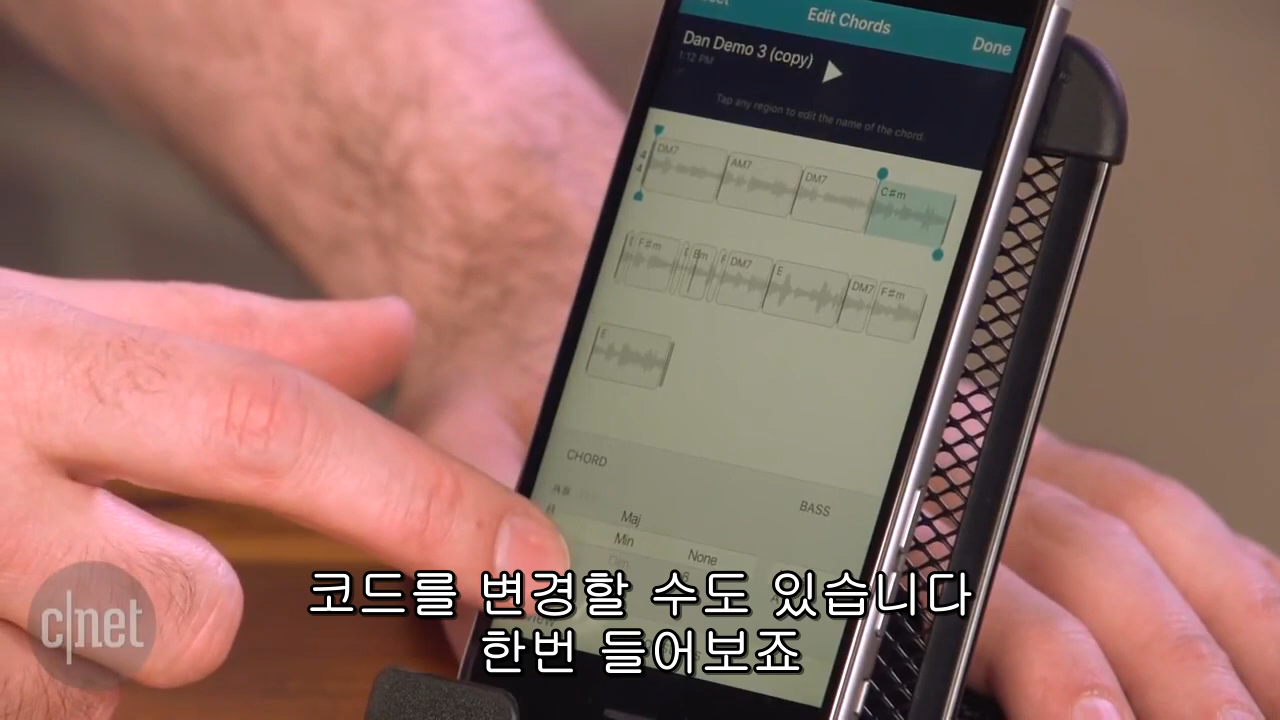 Edit Chords
Done
Dan Demo 3 (copy)
1:12 PM
Tap any region to edit the name of the chord.
DM7 AM7 DM7 C#m
F#m Bm DM7 E DM7 F#m
E
CHORD
BASS
Maj
Min
None
코드를 변경할 수도 있습니다
한번 들어보죠
c|net